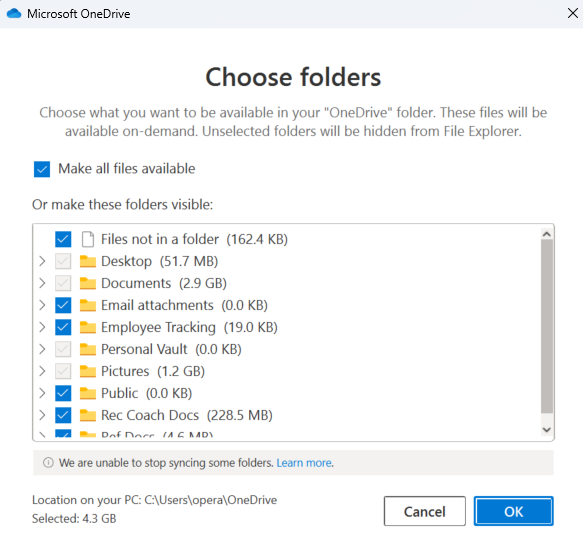 Microsoft OneDrive
Choose folders
Choose what you want to be available in your "OneDrive" folder. These files will be
available on-demand. Unselected folders will be hidden from File Explorer.
Make all files available
Or make these folders visible:
Files not in a folder (162.4 KB)
Desktop (51.7 MB)
Documents (2.9 GB)
Email attachments (0.0 KB)
Employee Tracking (19.0 KB)
Personal Vault (0.0 KB)
Pictures (1.2 GB)
Public (0.0 KB)
Rec Coach Docs (228.5 MB)
Ref Docs (4.6 MB)
We are unable to stop syncing some folders. Learn more.
Location on your PC: C:\Users\opera\OneDrive
Selected: 4.3 GB
Cancel
OK